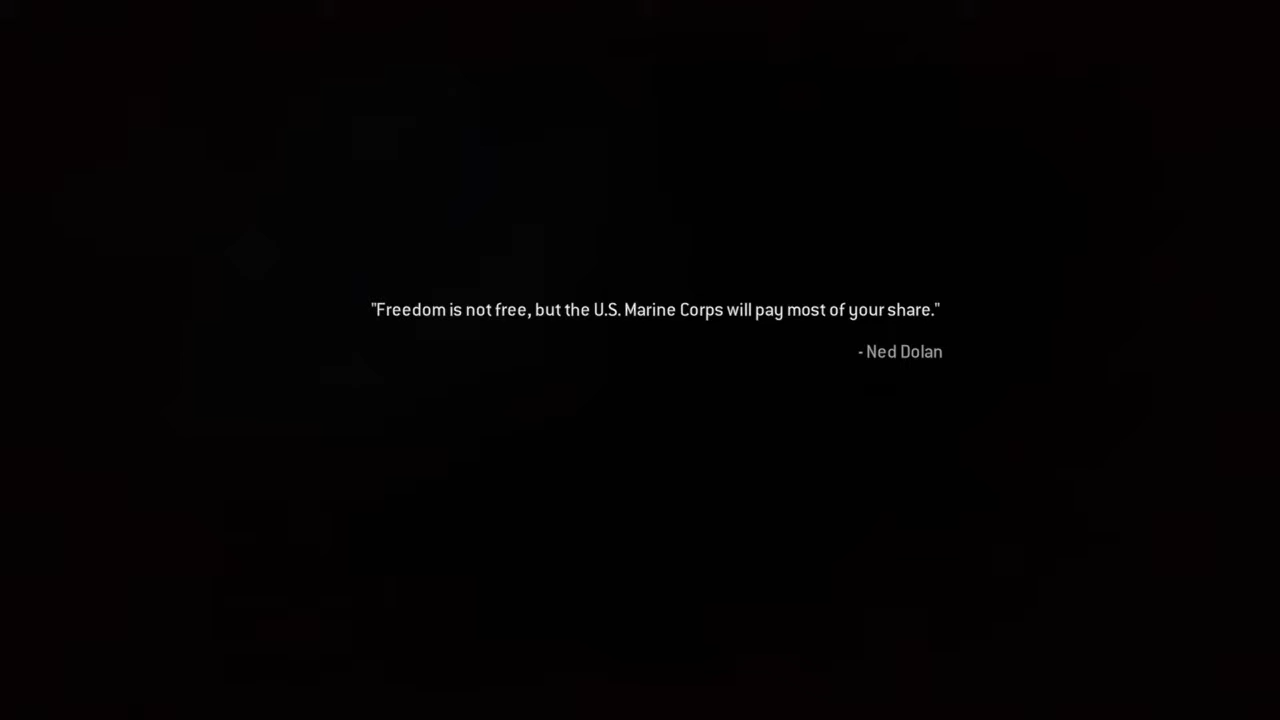 "Freedom is not free, but the U.S. Marine Corps will pay most of your share."
- Ned Dolan